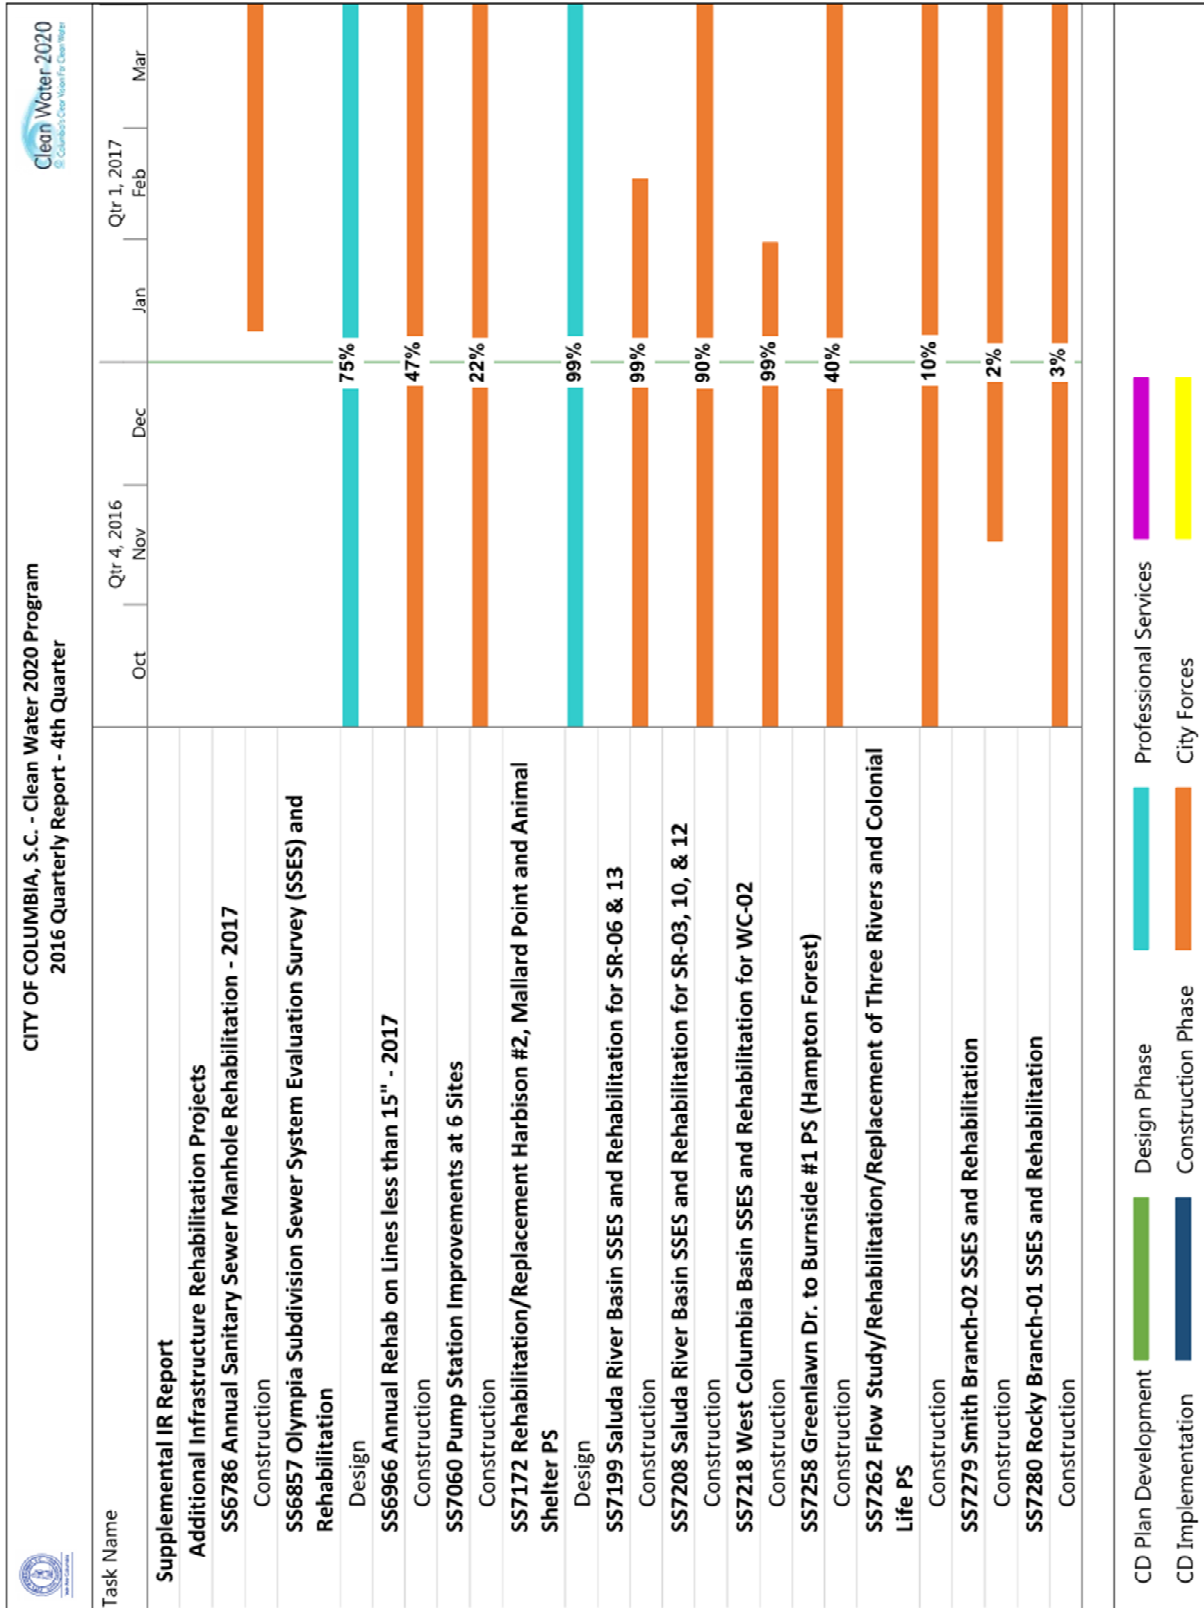 CITY OF COLUMBIA, S.C. - Clean Water 2020 Program
2016 Quarterly Report - 4th Quarter
Clean Water 2020
Columbia's Clear Vision For Clean Water
Task Name
Qtr 4, 2016
Qtr 1, 2017
Oct
Nov
Dec
Jan
Feb
Mar
Supplemental IR Report
Additional Infrastructure Rehabilitation Projects
SS6786 Annual Sanitary Sewer Manhole Rehabilitation - 2017
Construction
SS6857 Olympia Subdivision Sewer System Evaluation Survey (SSES) and
Rehabilitation
Design
75%
SS6966 Annual Rehab on Lines less than 15" - 2017
Construction
47%
SS7060 Pump Station Improvements at 6 Sites
Construction
22%
SS7172 Rehabilitation/Replacement Harbison #2, Mallard Point and Animal
Shelter PS
Design
99%
SS7199 Saluda River Basin SSES and Rehabilitation for SR-06 & 13
Construction
99%
SS7208 Saluda River Basin SSES and Rehabilitation for SR-03, 10, & 12
Construction
90%
SS7218 West Columbia Basin SSES and Rehabilitation for WC-02
Construction
99%
SS7258 Greenlawn Dr. to Burnside #1 PS (Hampton Forest)
Construction
40%
SS7262 Flow Study/Rehabilitation/Replacement of Three Rivers and Colonial
Life PS
Construction
10%
SS7279 Smith Branch-02 SSES and Rehabilitation
Construction
2%
SS7280 Rocky Branch-01 SSES and Rehabilitation
Construction
3%
CD Plan Development
Design Phase
Professional Services
CD Implementation
Construction Phase
City Forces